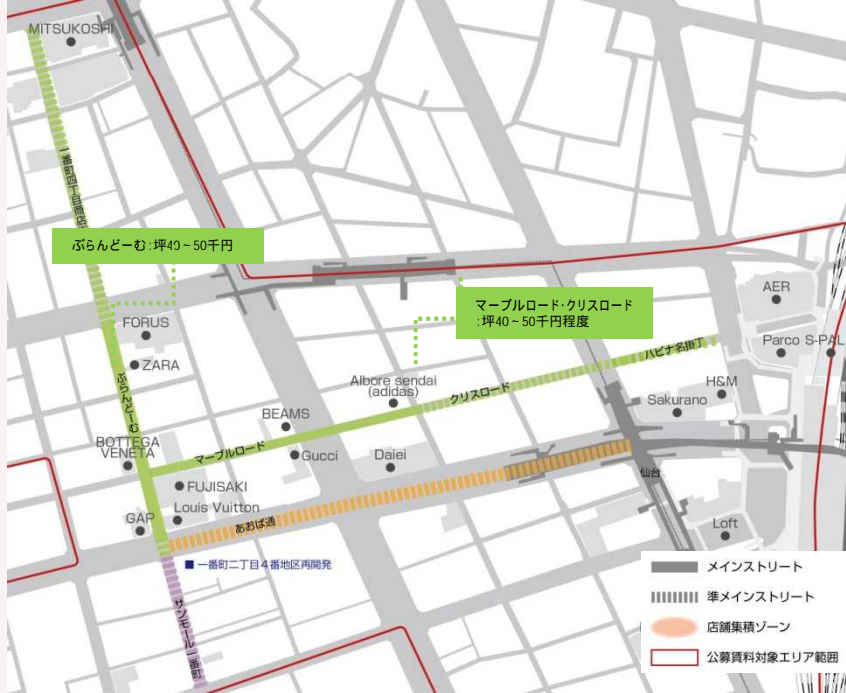 MITSUKOSHI
一番町四丁目商店
ぶらんどーむ:坪40~50千円
マーブルロード・クリスロード
:坪40~50千円程度
AER
FORUS
Parco S-PAL
ZARA
ハピナ名掛丁
ぶらんどーむ
Albore sendai
(adidas)
クリスロード
H&M
Sakurano
BEAMS
BOTTEGA
VENETA
マーブルロード
Gucci
Daiei
仙台
FUJISAKI
Louis Vuitton
GAP
あおば通
Loft
■ 一番町二丁目4番地区再開発
サンモール一番町
メインストリート
準メインストリート
店舗集積ゾーン
公募賃料対象エリア範囲